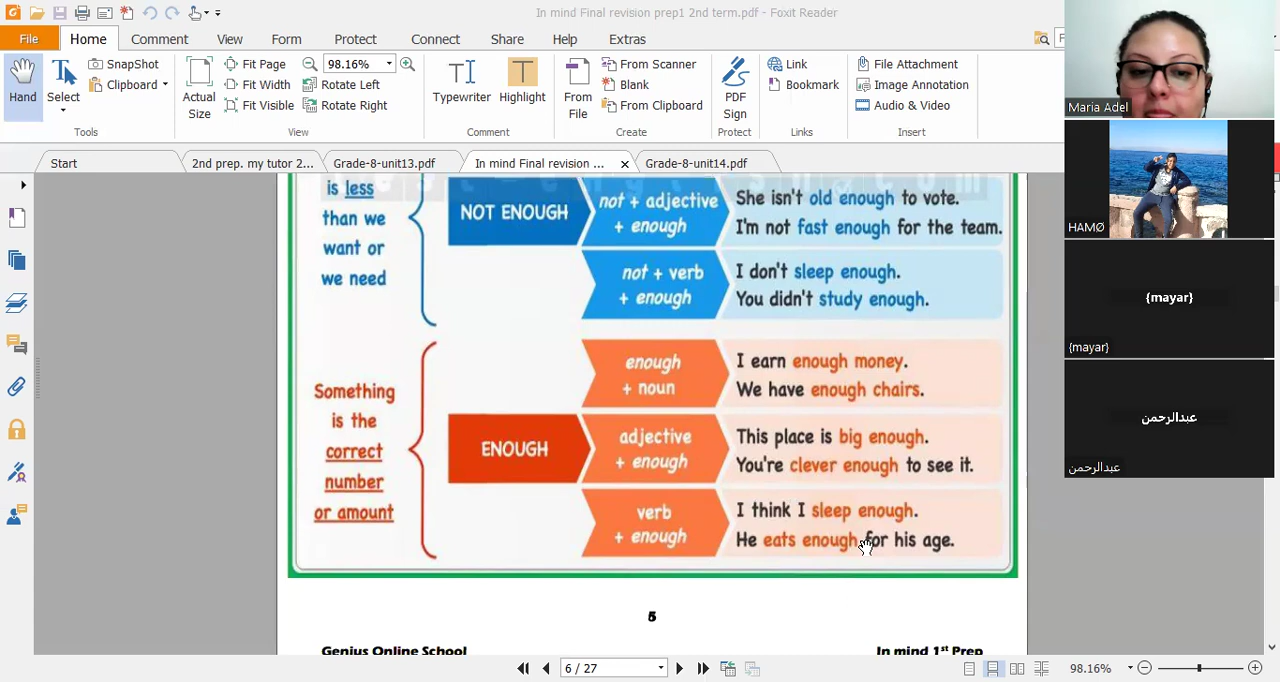 In mind Final revision prep1 2nd term.pdf - Foxit Reader
File Home Comment View Form Protect Connect Share Help Extras
Hand
Select
SnapShot
Clipboard
Actual Size
Fit Page
Fit Width
Fit Visible
98.16%
Rotate Left
Rotate Right
Typewriter
Highlight
From File
From Scanner
Blank
From Clipboard
PDF Sign
Link
Bookmark
File Attachment
Image Annotation
Audio & Video
Tools View Comment Create Protect Links Insert
Start 2nd prep. my tutor 2... Grade-8-unit13.pdf In mind Final revision ... Grade-8-unit14.pdf
is less
than we
want or
we need
NOT ENOUGH
not + adjective
+ enough
She isn't old enough to vote.
I'm not fast enough for the team.
not + verb
+ enough
I don't sleep enough.
You didn't study enough.
Something
is the
correct
number
or amount
ENOUGH
enough
+ noun
I earn enough money.
We have enough chairs.
adjective
+ enough
This place is big enough.
You're clever enough to see it.
verb
+ enough
I think I sleep enough.
He eats enough for his age.
5
Genius Online School In mind 1st Prep
6 / 27
98.16%
Maria Adel
HAMØ
{mayar}
{mayar}
عبدالرحمن
عبدالرحمن